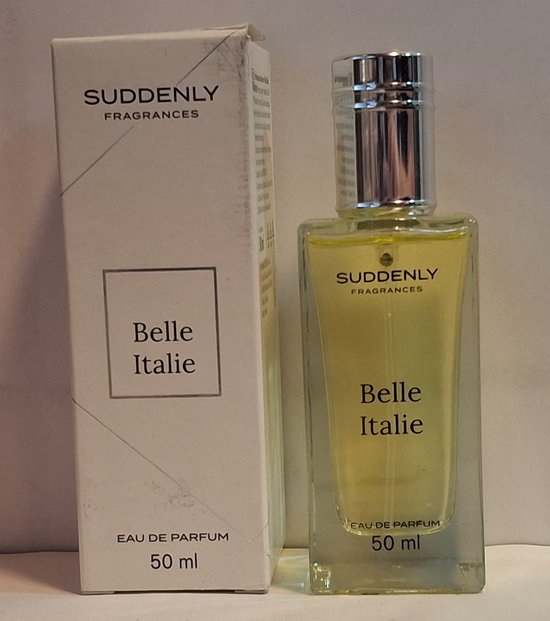 SUDDENLY
FRAGRANCES
Belle
Italie
EAU DE PARFUM
50 ml
SUDDENLY
FRAGRANCES
Belle
Italie
EAU DE PARFUM
50 ml